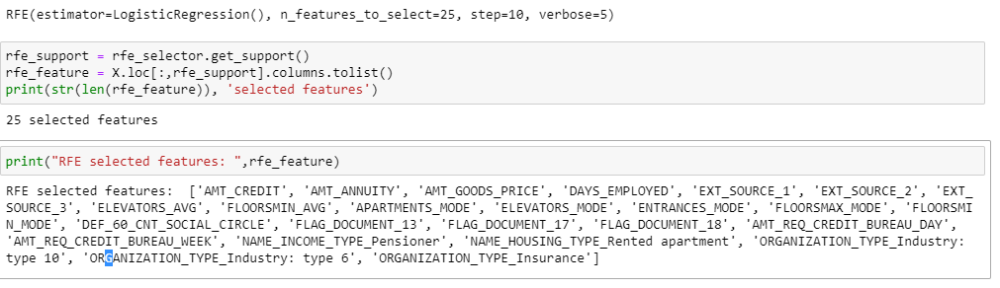 RFE(estimator=LogisticRegression(), n_features_to_select=25, step=10, verbose=5)
rfe_support = rfe_selector.get_support()
rfe_feature = X.loc[:,rfe_support].columns.tolist()
print(str(len(rfe_feature)), 'selected features')
25 selected features
print("RFE selected features: ",rfe_feature)
RFE selected features:  ['AMT_CREDIT', 'AMT_ANNUITY', 'AMT_GOODS_PRICE', 'DAYS_EMPLOYED', 'EXT_SOURCE_1', 'EXT_SOURCE_2', 'EXT_
SOURCE_3', 'ELEVATORS_AVG', 'FLOORSMIN_AVG', 'APARTMENTS_MODE', 'ELEVATORS_MODE', 'ENTRANCES_MODE', 'FLOORSMAX_MODE', 'FLOORSMI
N_MODE', 'DEF_60_CNT_SOCIAL_CIRCLE', 'FLAG_DOCUMENT_13', 'FLAG_DOCUMENT_17', 'FLAG_DOCUMENT_18', 'AMT_REQ_CREDIT_BUREAU_DAY',
'AMT_REQ_CREDIT_BUREAU_WEEK', 'NAME_INCOME_TYPE_Pensioner', 'NAME_HOUSING_TYPE_Rented apartment', 'ORGANIZATION_TYPE_Industry:
type 10', 'ORGANIZATION_TYPE_Industry: type 6', 'ORGANIZATION_TYPE_Insurance']